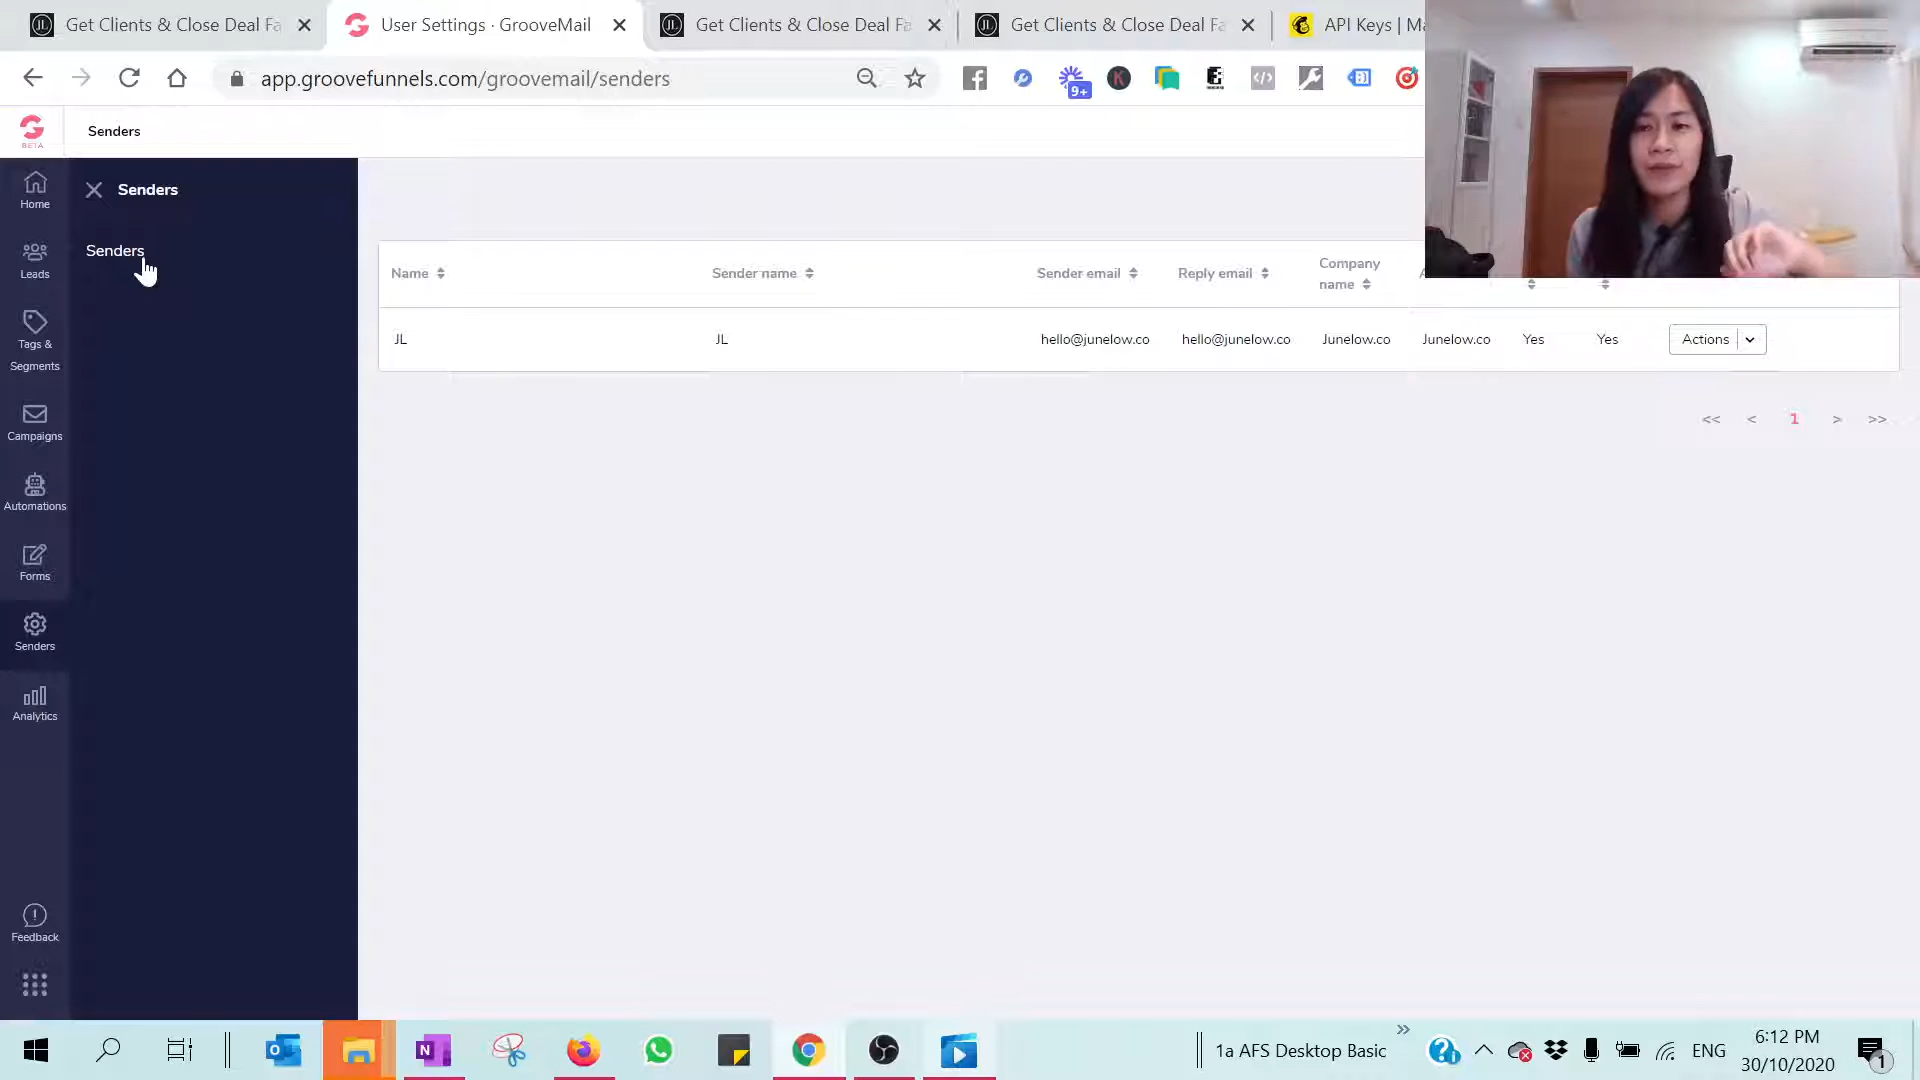 Get Clients & Close Deal Fa
User Settings · GrooveMail
Get Clients & Close Deal Fa
Get Clients & Close Deal Fa
API Keys | Ma
app.groovefunnels.com/groovemail/senders
9+
BETA
Senders
Home
Leads
Tags &
Segments
Campaigns
Automations
Forms
Senders
Analytics
Feedback
Senders
Senders
Name
Sender name
Sender email
Reply email
Company
name
JL
JL
hello@junelow.co
hello@junelow.co
Junelow.co
Junelow.co
Yes
Yes
Actions
<<
<
1
>
>>
1a AFS Desktop Basic
ENG
6:12 PM
30/10/2020
1